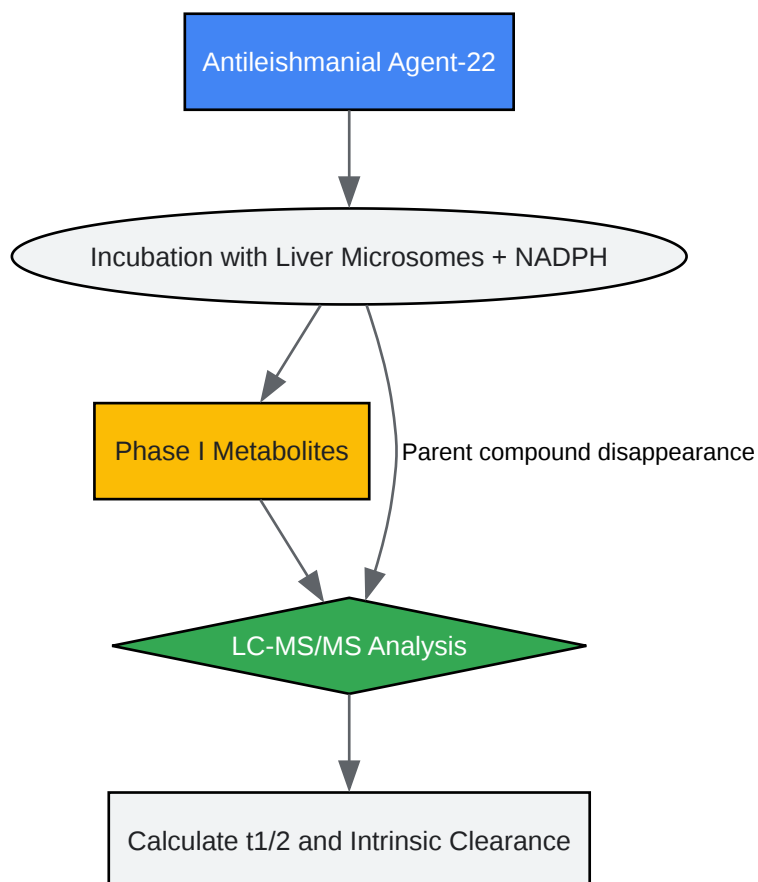 Antileishmanial Agent-22
Incubation with Liver Microsomes + NADPH
Phase I Metabolites
Parent compound disappearance
LC-MS/MS Analysis
Calculate t1/2 and Intrinsic Clearance